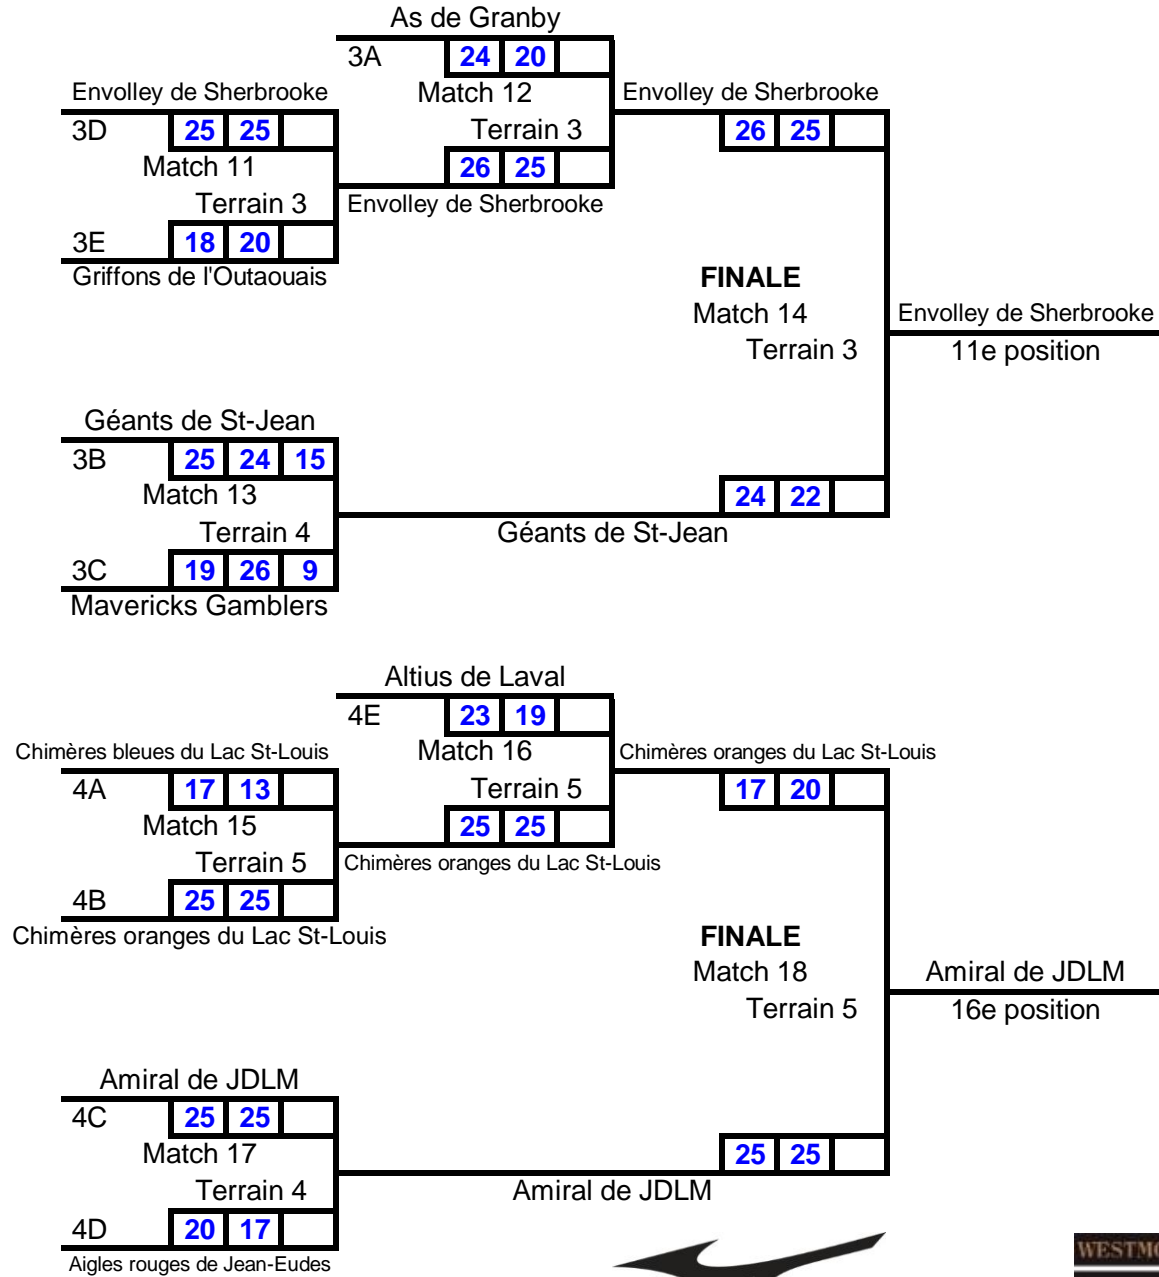 As de Granby
3A 24 20
Envolley de Sherbrooke Match 12 Envolley de Sherbrooke
3D 25 25 Terrain 3 26 25
Match 11 26 25
Terrain 3 Envolley de Sherbrooke
3E 18 20
Griffons de l'Outaouais FINALE
Match 14 Envolley de Sherbrooke
Terrain 3 11e position
Géants de St-Jean
3B 25 24 15
Match 13 24 22
Terrain 4 Géants de St-Jean
3C 19 26 9
Mavericks Gamblers
Altius de Laval
4E 23 19
Chimères bleues du Lac St-Louis Match 16 Chimères oranges du Lac St-Louis
4A 17 13 Terrain 5 17 20
Match 15 25 25
Terrain 5 Chimères oranges du Lac St-Louis
4B 25 25
Chimères oranges du Lac St-Louis FINALE
Match 18 Amiral de JDLM
Terrain 5 16e position
Amiral de JDLM
4C 25 25
Match 17 25 25
Terrain 4 Amiral de JDLM
4D 20 17
Aigles rouges de Jean-Eudes